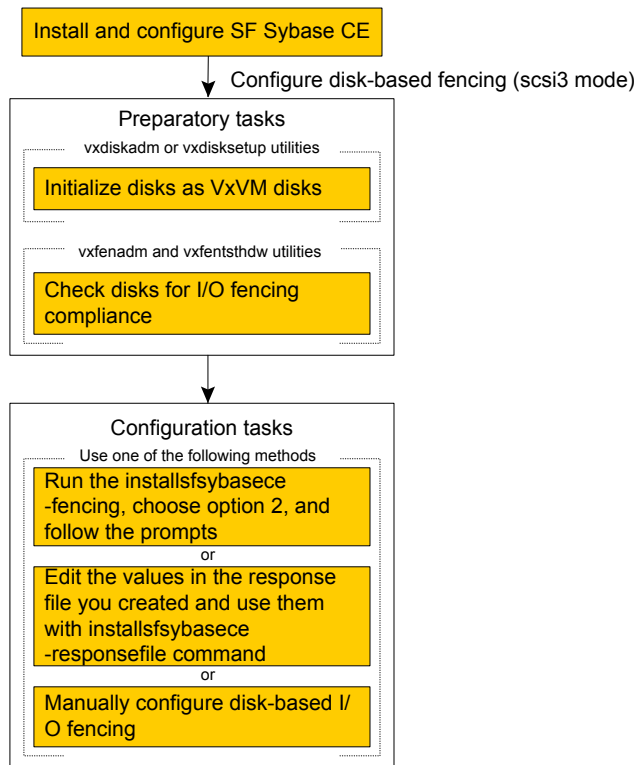 Install and configure SF Sybase CE
Configure disk-based fencing (scsi3 mode)
Preparatory tasks
vxdiskadm or vxdisksetup utilities
Initialize disks as VxVM disks
vxfenadm and vxfentsthdw utilities
Check disks for I/O fencing
compliance
Configuration tasks
Use one of the following methods
Run the installsfsybasece
-fencing, choose option 2, and
follow the prompts
or
Edit the values in the response
file you created and use them
with installsfsybasece
-responsefile command
or
Manually configure disk-based I/
O fencing